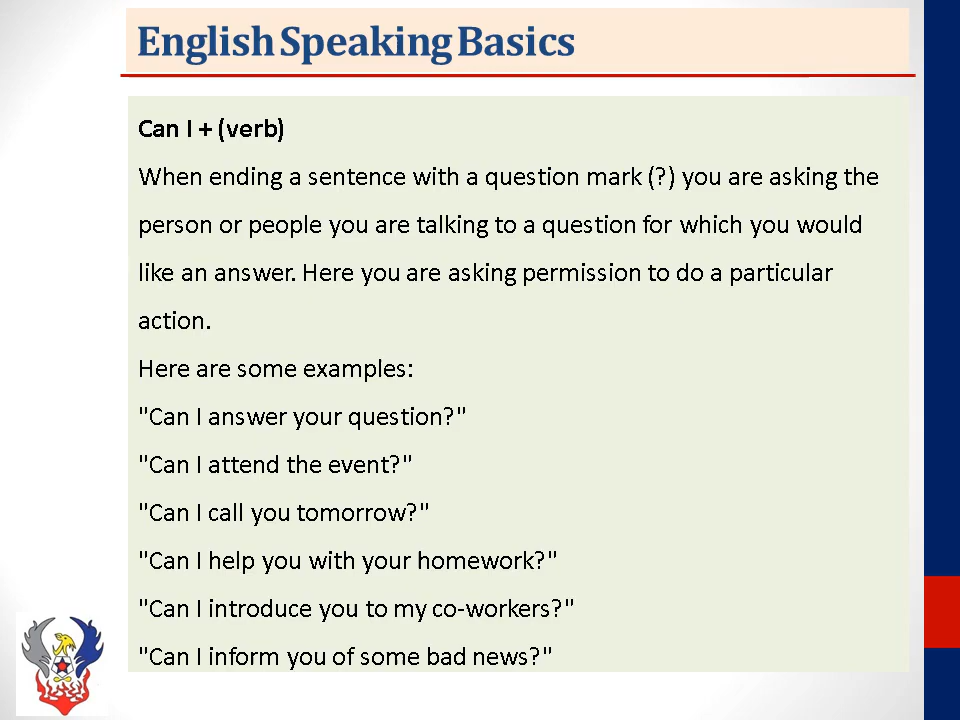 English Speaking Basics
Can I + (verb)
When ending a sentence with a question mark (?) you are asking the
person or people you are talking to a question for which you would
like an answer. Here you are asking permission to do a particular
action.
Here are some examples:
"Can I answer your question?"
"Can I attend the event?"
"Can I call you tomorrow?"
"Can I help you with your homework?"
"Can I introduce you to my co-workers?"
"Can I inform you of some bad news?"